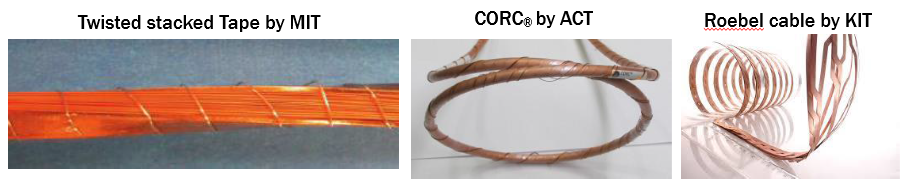 Twisted stacked Tape by MIT
CORC® by ACT
Roebel cable by KIT